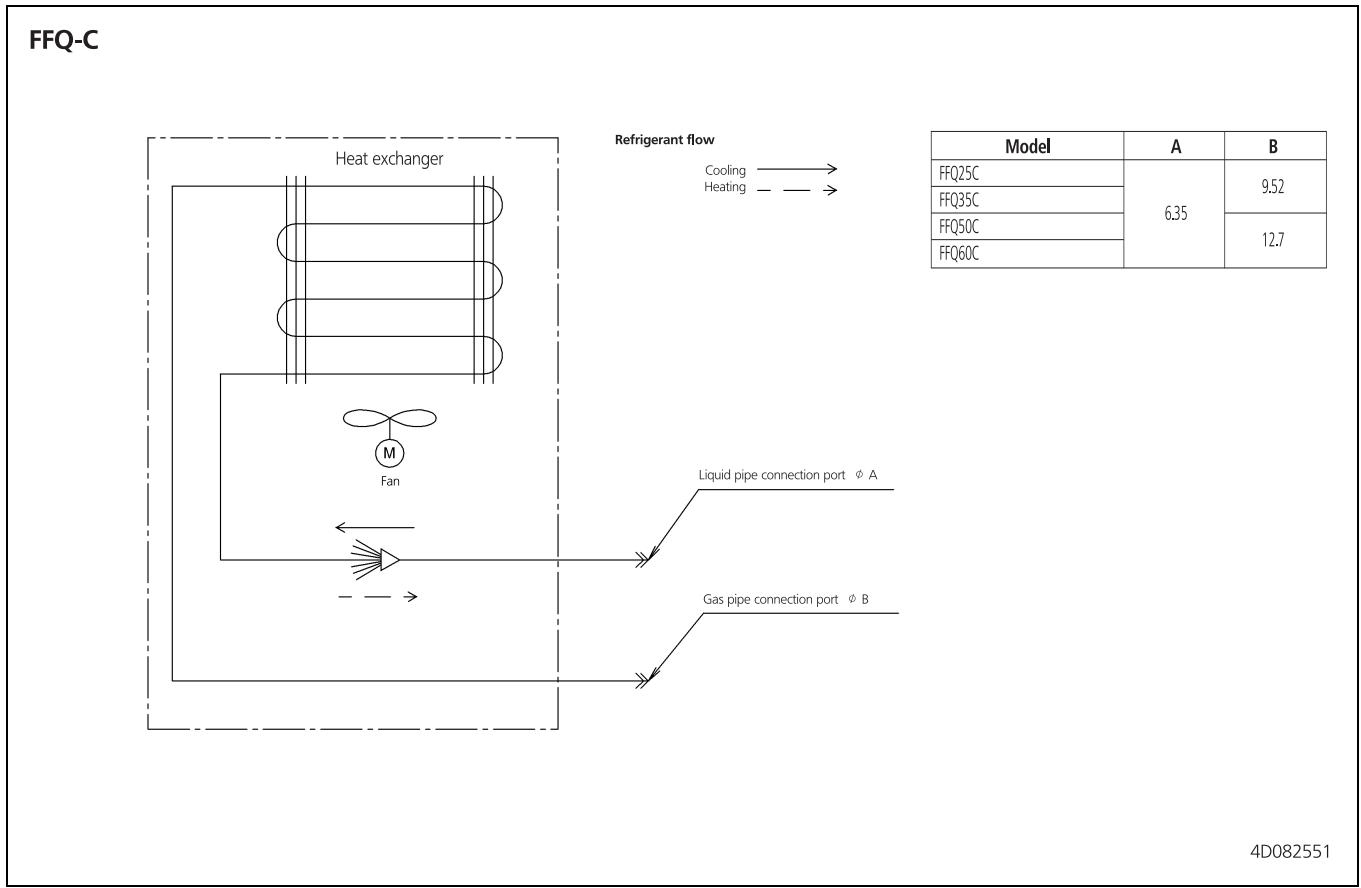 FFQ-C
Heat exchanger
Refrigerant flow
Cooling
Heating
Model A B
FFQ25C
9.52
FFQ35C
6.35
FFQ50C
12.7
FFQ60C
M
Fan
Liquid pipe connection port φ A
Gas pipe connection port φ B
4D082551